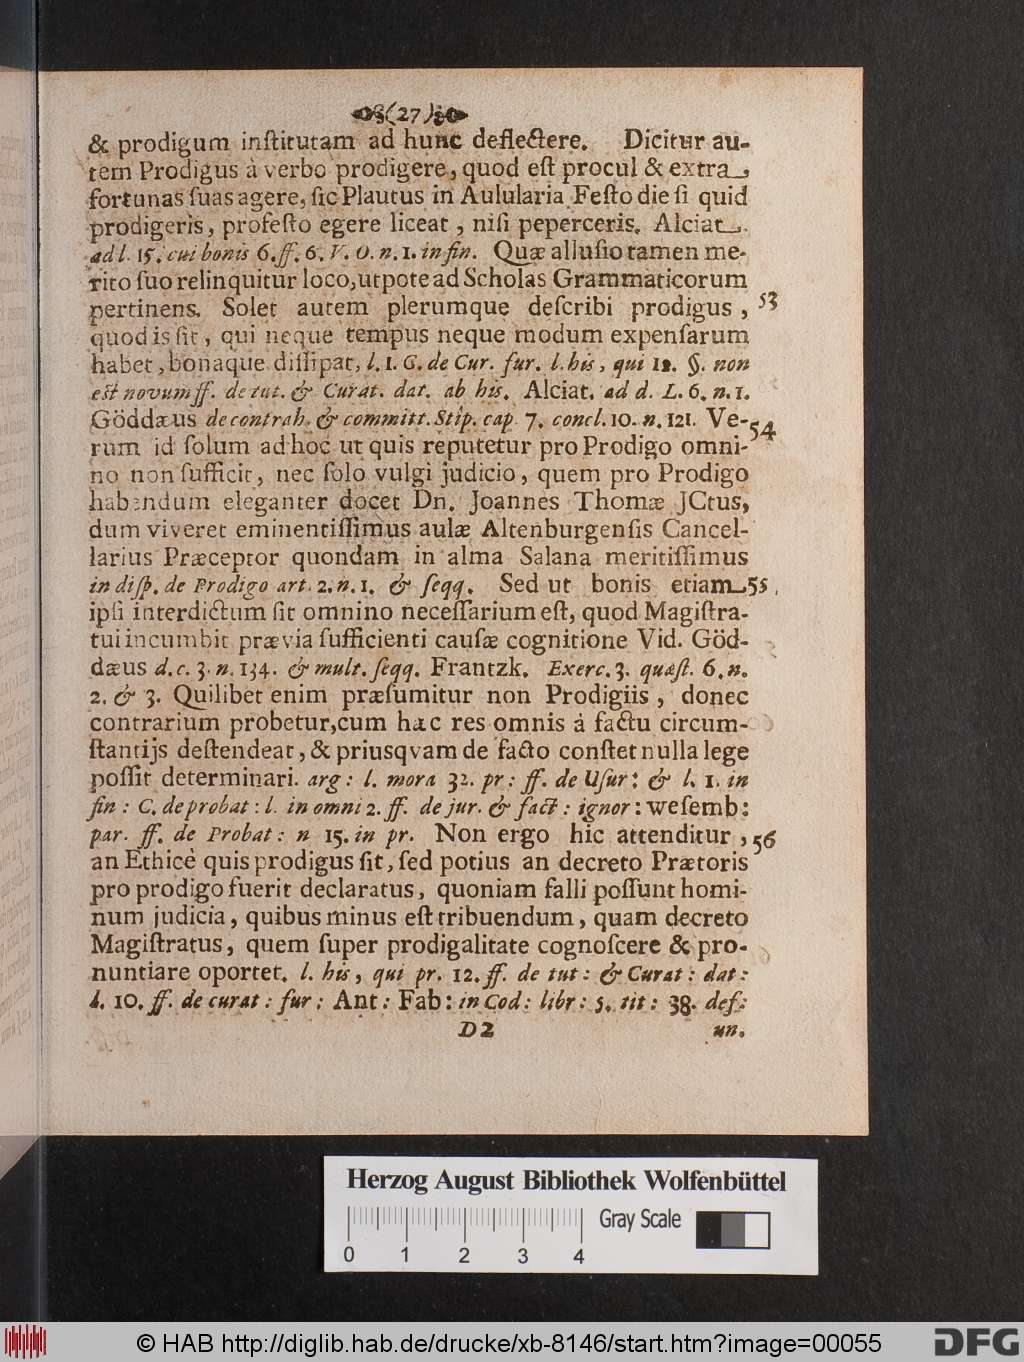 (27)
& prodigum inſtitutam ad hunc deflectere. Dicitur au-
tem Prodigus à verbo prodigere, quod eſt procul & extra
fortunas ſuas agere, ſic Plautus in Aulularia Feſto die ſi quid
prodigeris, profeſto egere liceat, niſi peperceris. Alciat.
ad l. 15. cui bonis 6. ff. 6. V. O. n. 1. in fin. Quæ alluſio tamen me-
rito ſuo relinquitur loco, utpote ad Scholas Grammaticorum
pertinens. Solet autem plerumque deſcribi prodigus, 53
quod is ſit, qui neque tempus neque modum expenſarum
habet, bonaque diſſipat, l. 1. G. de Cur. fur. l. his, qui 12. §. non
est novum ff. de tut. & Curat. dat. ab his. Alciat. ad d. L. 6. n. 1.
Göddæus de contrah. & committ. Stip. cap. 7. concl. 10. n. 121. Ve- 54
rum id ſolum ad hoc ut quis reputetur pro Prodigo omni-
no non ſufficit, nec ſolo vulgi judicio, quem pro Prodigo
habendum eleganter docet Dn. Joannes Thomæ JCtus,
dum viveret eminentiſſimus aulæ Altenburgenſis Cancel-
larius Præceptor quondam in alma Salana meritiſſimus
in diſp. de Prodigo art. 2. n. 1. & ſeqq. Sed ut bonis etiam 55.
ipſi interdictum ſit omnino neceſſarium eſt, quod Magiſtra-
tui incumbit prævia ſufficienti cauſæ cognitione Vid. Göd-
dæus d. c. 3. n. 134. & mult. ſeqq. Frantzk. Exerc. 3. quæſt. 6. n.
2. & 3. Quilibet enim præſumitur non Prodigiis, donec
contrarium probetur, cum hæc res omnis á factu circum-
ſtantijs deſtendeat, & priusqvam de facto conſtet nulla lege
poſſit determinari. arg: l. mora 32. pr: ff. de Uſur: & l. 1. in
fin: C. de probat: l. in omni 2. ff. de jur. & fact: ignor: weſemb:
par. ff. de Probat: n 15. in pr. Non ergo hic attenditur, 56
an Ethicè quis prodigus ſit, ſed potius an decreto Prætoris
pro prodigo fuerit declaratus, quoniam falli poſſunt homi-
num judicia, quibus minus eſt tribuendum, quam decreto
Magiſtratus, quem ſuper prodigalitate cognoſcere & pro-
nuntiare oportet. l. his, qui pr. 12. ff. de tut: & Curat: dat:
l. 10. ff. de curat: fur: Ant: Fab: in Cod: libr: 5. tit: 38. def:
D2 un.
Herzog August Bibliothek Wolfenbüttel
Gray Scale
0 1 2 3 4
© HAB http://diglib.hab.de/drucke/xb-8146/start.htm?image=00055
DFG